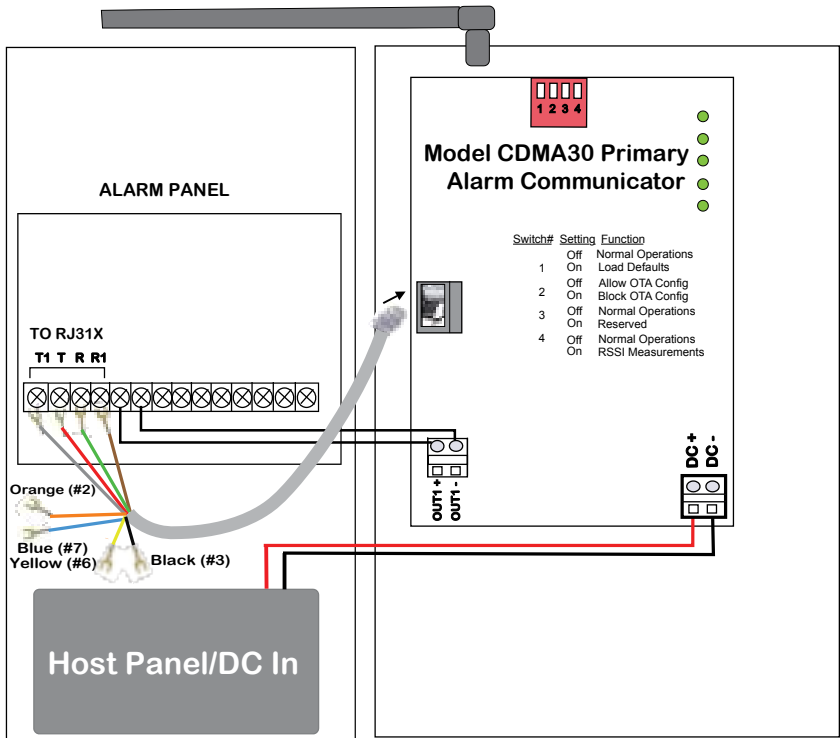 1 2 3 4
Model CDMA30 Primary
Alarm Communicator
ALARM PANEL
Switch# Setting Function
Off Normal Operations
1 On Load Defaults
Off Allow OTA Config
2 On Block OTA Config
3 Off Normal Operations
On Reserved
4 Off Normal Operations
On RSSI Measurements
TO RJ31X
T1 T R R1
OUT1 +
OUT1 -
DC +
DC -
Orange (#2)
Blue (#7)
Yellow (#6)
Black (#3)
Host Panel/DC In